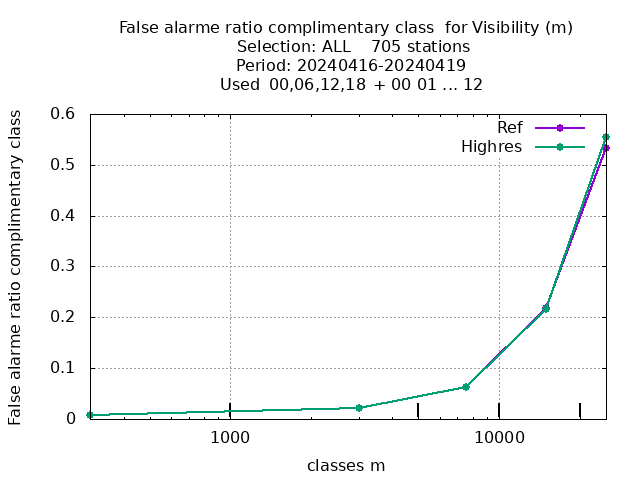 False alarme ratio complimentary class  for Visibility (m)
Selection: ALL    705 stations
Period: 20240416-20240419
Used  00,06,12,18  + 00 01 ... 12
False alarme ratio complimentary class
0.6
0.5
0.4
0.3
0.2
0.1
0
Ref
Highres
1000
10000
classes m